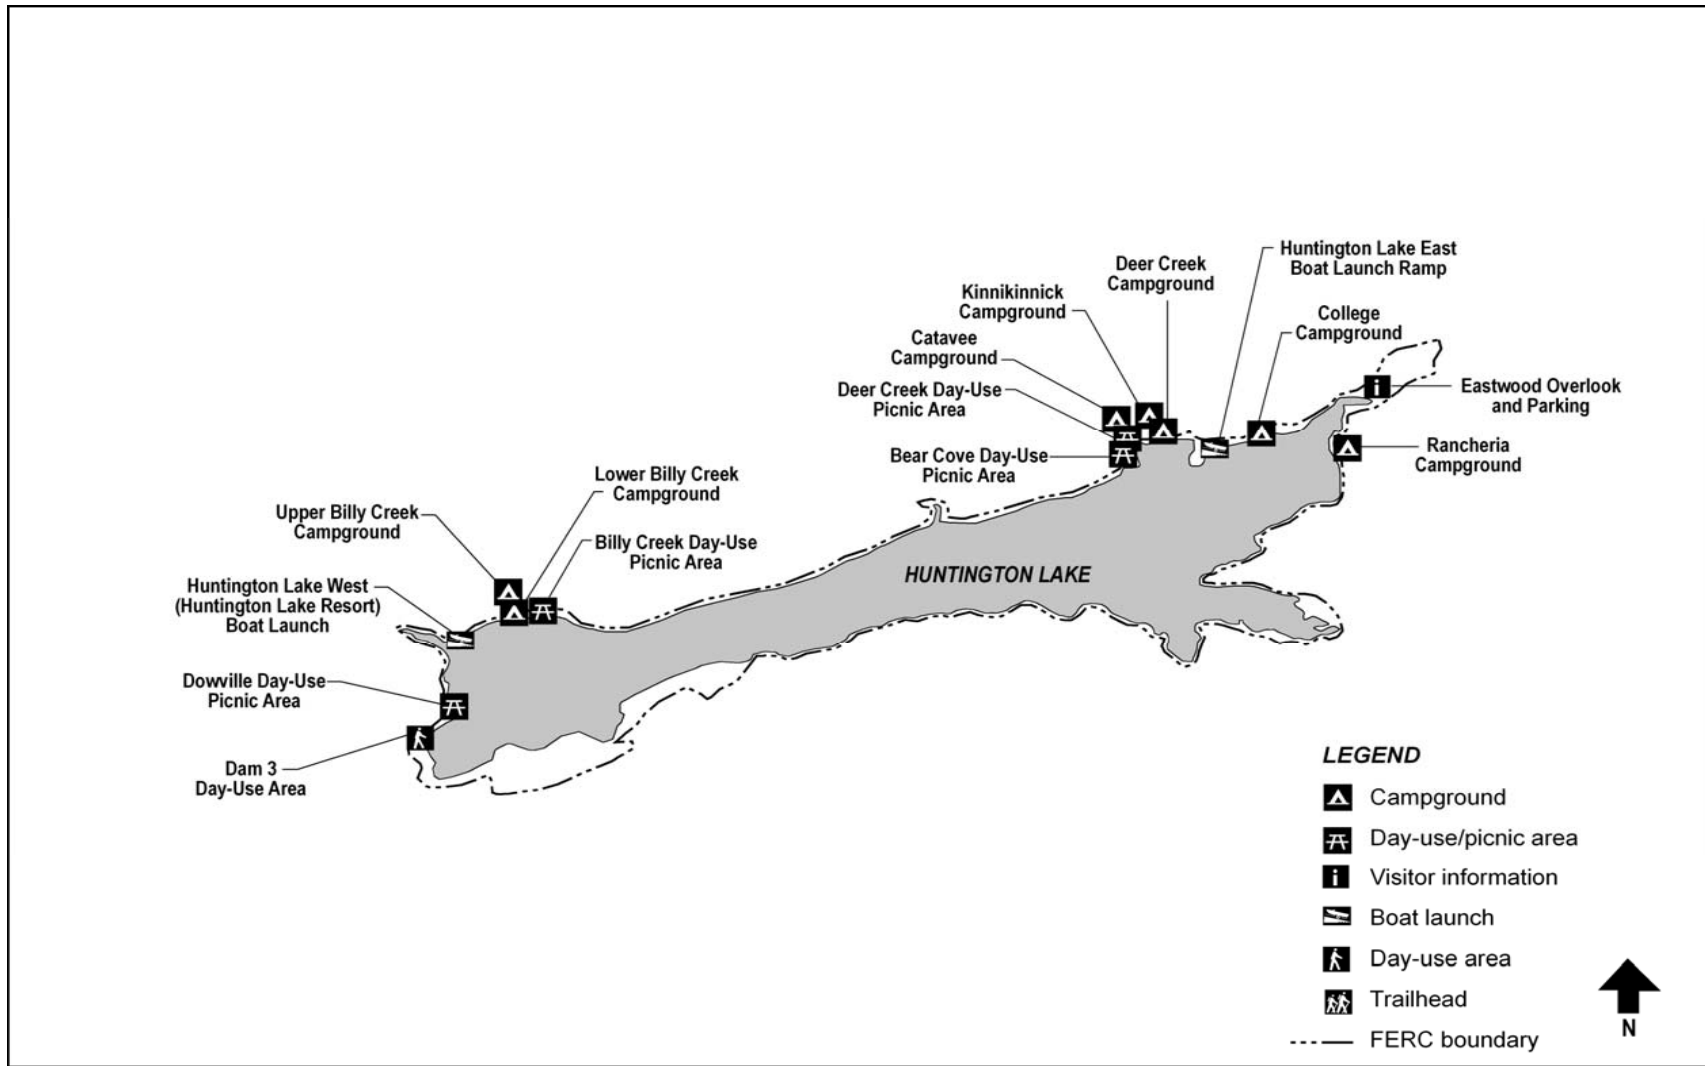 Huntington Lake East
Boat Launch Ramp
Deer Creek
Campground
Kinnikinnick
Campground
College
Campground
Catavee
Campground
Deer Creek Day-Use
Picnic Area
Eastwood Overlook
and Parking
Bear Cove Day-Use
Picnic Area
Rancheria
Campground
Lower Billy Creek
Campground
Upper Billy Creek
Campground
Billy Creek Day-Use
Picnic Area
HUNTINGTON LAKE
Huntington Lake West
(Huntington Lake Resort)
Boat Launch
Dowville Day-Use
Picnic Area
Dam 3
Day-Use Area
LEGEND
Campground
Day-use/picnic area
Visitor information
Boat launch
Day-use area
Trailhead
FERC boundary
N